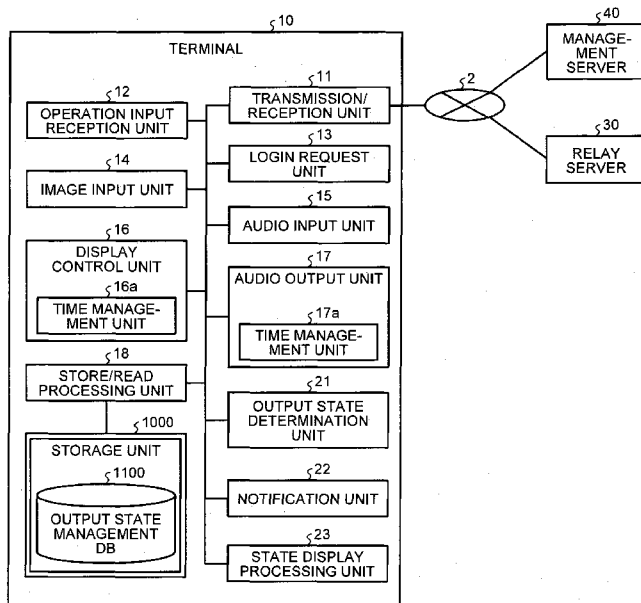 10
TERMINAL
40
MANAGE-
MENT
SERVER
11
TRANSMISSION/
RECEPTION UNIT
2
12
OPERATION INPUT
RECEPTION UNIT
13
LOGIN REQUEST
UNIT
30
RELAY
SERVER
14
IMAGE INPUT UNIT
15
AUDIO INPUT UNIT
16
DISPLAY
CONTROL UNIT
16a
TIME MANAGE-
MENT UNIT
17
AUDIO OUTPUT UNIT
17a
TIME MANAGE-
MENT UNIT
18
STORE/READ
PROCESSING UNIT
21
OUTPUT STATE
DETERMINATION
UNIT
1000
STORAGE UNIT
1100
OUTPUT STATE
MANAGEMENT
DB
22
NOTIFICATION UNIT
23
STATE DISPLAY
PROCESSING UNIT